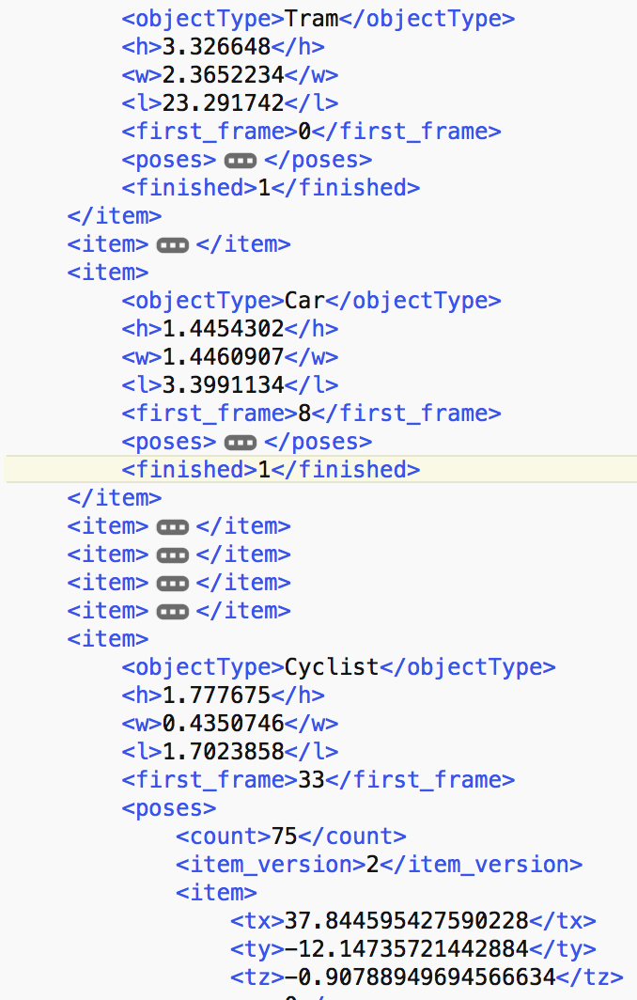 <objectType>Tram</objectType>
<h>3.326648</h>
<w>2.3652234</w>
<l>23.291742</l>
<first_frame>0</first_frame>
<poses></poses>
<finished>1</finished>
</item>
<item></item>
<item>
<objectType>Car</objectType>
<h>1.4454302</h>
<w>1.4460907</w>
<l>3.3991134</l>
<first_frame>8</first_frame>
<poses></poses>
<finished>1</finished>
</item>
<item></item>
<item></item>
<item></item>
<item></item>
<item>
<objectType>Cyclist</objectType>
<h>1.777675</h>
<w>0.4350746</w>
<l>1.7023858</l>
<first_frame>33</first_frame>
<poses>
<count>75</count>
<item_version>2</item_version>
<item>
<tx>37.844595427590228</tx>
<ty>-12.14735721442884</ty>
<tz>-0.90788949694566634</tz>